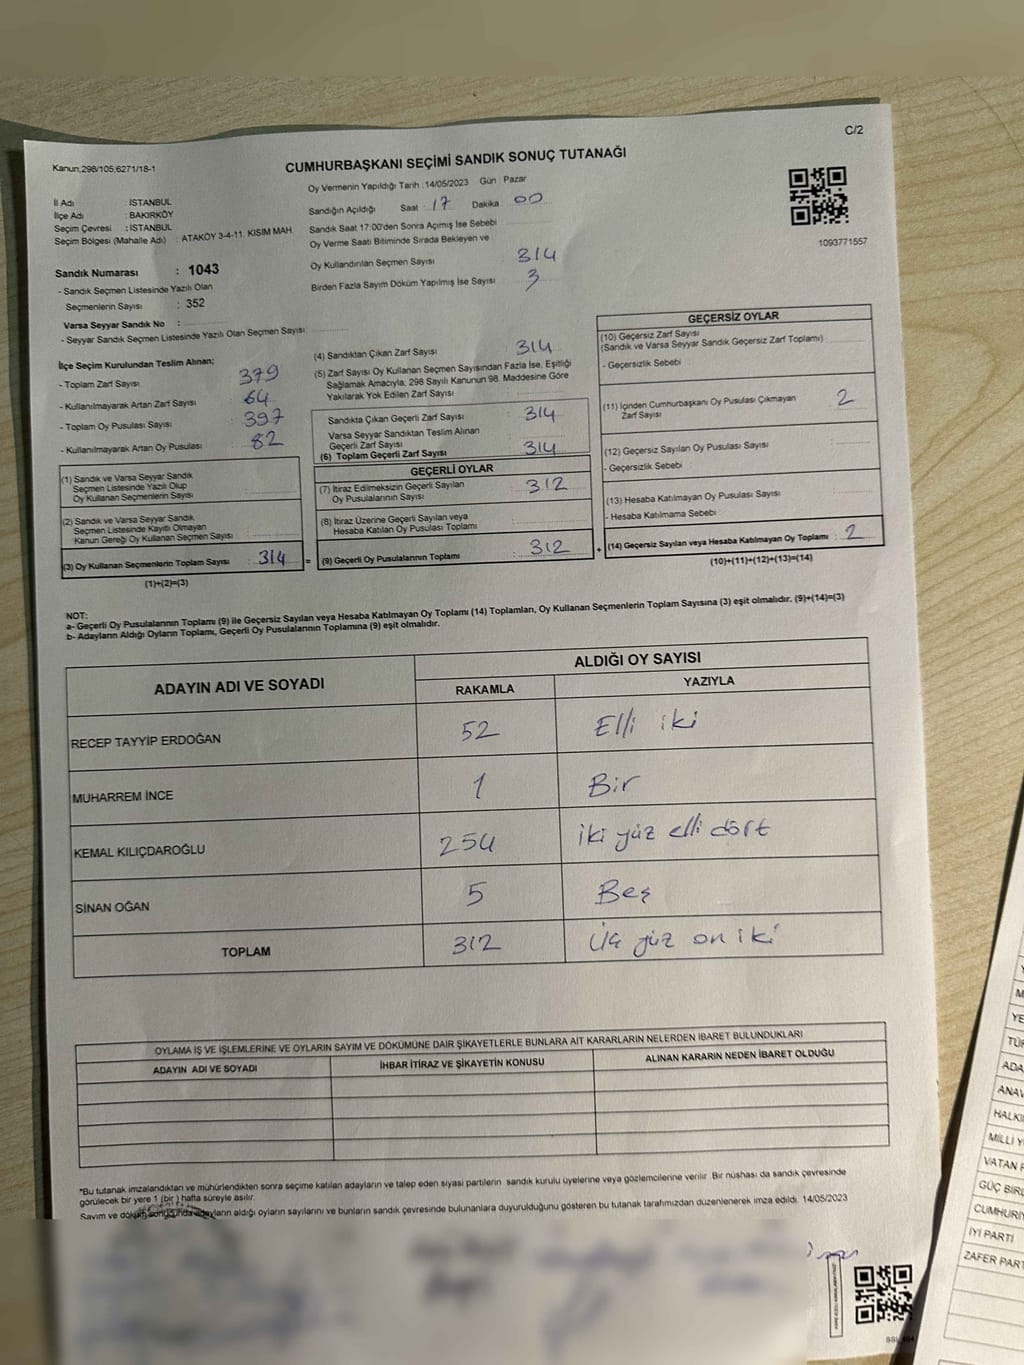 C/2
Kanun;298/105;6271/18-1
CUMHURBAŞKANI SEÇİMİ SANDIK SONUÇ TUTANAĞI
Oy Vermenin Yapıldığı Tarih :14/05/2023 Gün : Pazar
İl Adı : İSTANBUL
İlçe Adı : BAKIRKÖY
Seçim Çevresi : İSTANBUL
Seçim Bölgesi (Mahalle Adı) : ATAKÖY 3-4-11. KISIM MAH.
Sandığın Açıldığı Saat : 17 Dakika : 00
Sandık Saat 17:00'den Sonra Açımış İse Sebebi
Oy Verme Saati Bitiminde Sırada Bekleyen ve
Oy Kullandırılan Seçmen Sayısı : 314
Birden Fazla Sayım Döküm Yapılmış İse Sayısı : 3
1093771557
Sandık Numarası : 1043
- Sandık Seçmen Listesinde Yazılı Olan
Seçmenlerin Sayısı : 352
Varsa Seyyar Sandık No :
- Seyyar Sandık Seçmen Listesinde Yazılı Olan Seçmen Sayısı
İlçe Seçim Kurulundan Teslim Alınan;
- Toplam Zarf Sayısı : 379
- Kullanılmayarak Artan Zarf Sayısı : 64
- Toplam Oy Pusulası Sayısı : 397
- Kullanılmayarak Artan Oy Pusulası : 82
(1) Sandık ve Varsa Seyyar Sandık
Seçmen Listesinde Yazılı Olup
Oy Kullanan Seçmenlerin Sayısı
(2) Sandık ve Varsa Seyyar Sandık
Seçmen Listesinde Kayıtlı Olmayan
Kanun Gereği Oy Kullanan Seçmen Sayısı
(3) Oy Kullanan Seçmenlerin Toplam Sayısı : 314
(1)+(2)=(3)
(4) Sandıktan Çıkan Zarf Sayısı : 314
(5) Zarf Sayısı Oy Kullanan Seçmen Sayısından Fazla İse, Eşitliği
Sağlamak Amacıyla, 298 Sayılı Kanunun 98. Maddesine Göre
Yakılarak Yok Edilen Zarf Sayısı
Sandıkta Çıkan Geçerli Zarf Sayısı : 314
Varsa Seyyar Sandıktan Teslim Alınan
Geçerli Zarf Sayısı
(6) Toplam Geçerli Zarf Sayısı : 314
GEÇERLİ OYLAR
(7) İtiraz Edilmeksizin Geçerli Sayılan
Oy Pusulalarının Sayısı : 312
(8) İtiraz Üzerine Geçerli Sayılan veya
Hesaba Katılan Oy Pusulası Toplamı
(9) Geçerli Oy Pusulalarının Toplamı : 312
GEÇERSİZ OYLAR
(10) Geçersiz Zarf Sayısı
(Sandık ve Varsa Seyyar Sandık Geçersiz Zarf Toplamı)
- Geçersizlik Sebebi
(11) İçinden Cumhurbaşkanı Oy Pusulası Çıkmayan
Zarf Sayısı : 2
(12) Geçersiz Sayılan Oy Pusulası Sayısı
- Geçersizlik Sebebi
(13) Hesaba Katılmayan Oy Pusulası Sayısı
- Hesaba Katılmama Sebebi
(14) Geçersiz Sayılan veya Hesaba Katılmayan Oy Toplamı : 2
(10)+(11)+(12)+(13)=(14)
NOT:
a- Geçerli Oy Pusulalarının Toplamı (9) ile Geçersiz Sayılan veya Hesaba Katılmayan Oy Toplamı (14) Toplamları, Oy Kullanan Seçmenlerin Toplam Sayısına (3) eşit olmalıdır. (9)+(14)=(3)
b- Adayların Aldığı Oyların Toplamı, Geçerli Oy Pusulalarının Toplamına (9) eşit olmalıdır.
ADAYIN ADI VE SOYADI
ALDIĞI OY SAYISI
RAKAMLA YAZIYLA
RECEP TAYYİP ERDOĞAN 52 Elli iki
MUHARREM İNCE 1 Bir
KEMAL KILIÇDAROĞLU 254 iki yüz elli dört
SİNAN OĞAN 5 Beş
TOPLAM 312 Üç yüz on iki
OYLAMA İŞ VE İŞLEMLERİNE VE OYLARIN SAYIM VE DÖKÜMÜNE DAİR ŞİKAYETLERLE BUNLARA AİT KARARLARIN NELERDEN İBARET BULUNDUKLARI
ADAYIN ADI VE SOYADI İHBAR İTİRAZ VE ŞİKAYETİN KONUSU ALINAN KARARIN NEDEN İBARET OLDUĞU
*Bu tutanak imzalandıktan ve mühürlendikten sonra seçime katılan adayların ve talep eden siyasi partilerin sandık kurulu üyelerine veya gözlemcilerine verilir. Bir nüshası da sandık çevresinde
görülecek bir yere 1 (bir) hafta süreyle asılır.
Sayım ve döküm sonucunda adayların aldığı oyların sayılarını ve bunların sandık çevresinde bulunanlara duyurulduğunu gösteren bu tutanak tarafımızdan düzenlenerek imza edildi. 14/05/2023
ADA
ANAV
HALKI
MİLLİ Y
VATAN P
GÜÇ BİRL
CUMHURİY
İYİ PARTİ
ZAFER PART